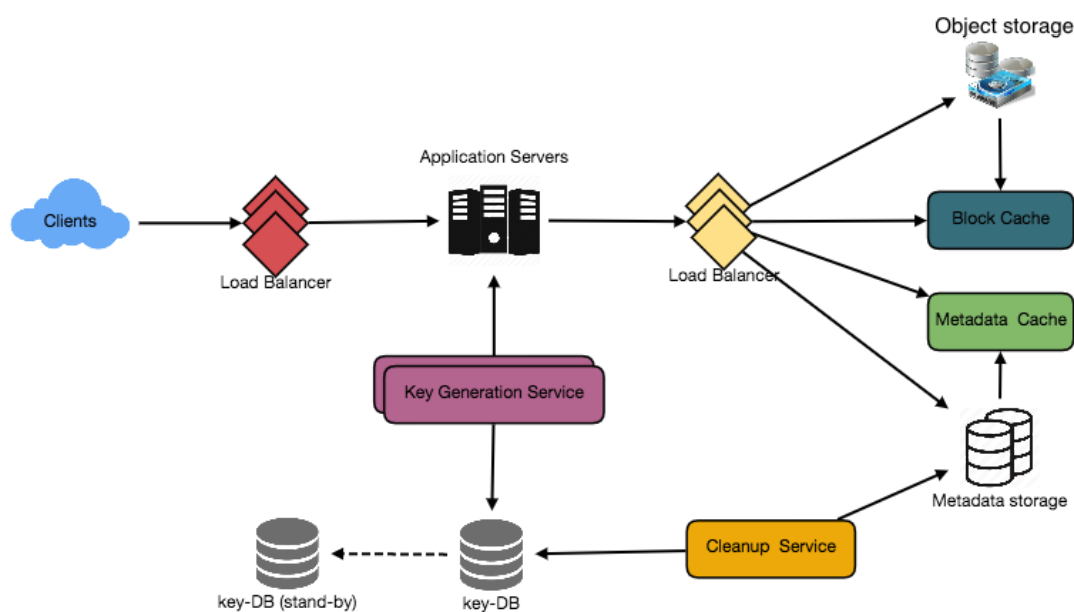 Object storage
Application Servers
Clients
Block Cache
Load Balancer
Load Balancer
Metadata Cache
Key Generation Service
Metadata storage
Cleanup Service
key-DB (stand-by)
key-DB